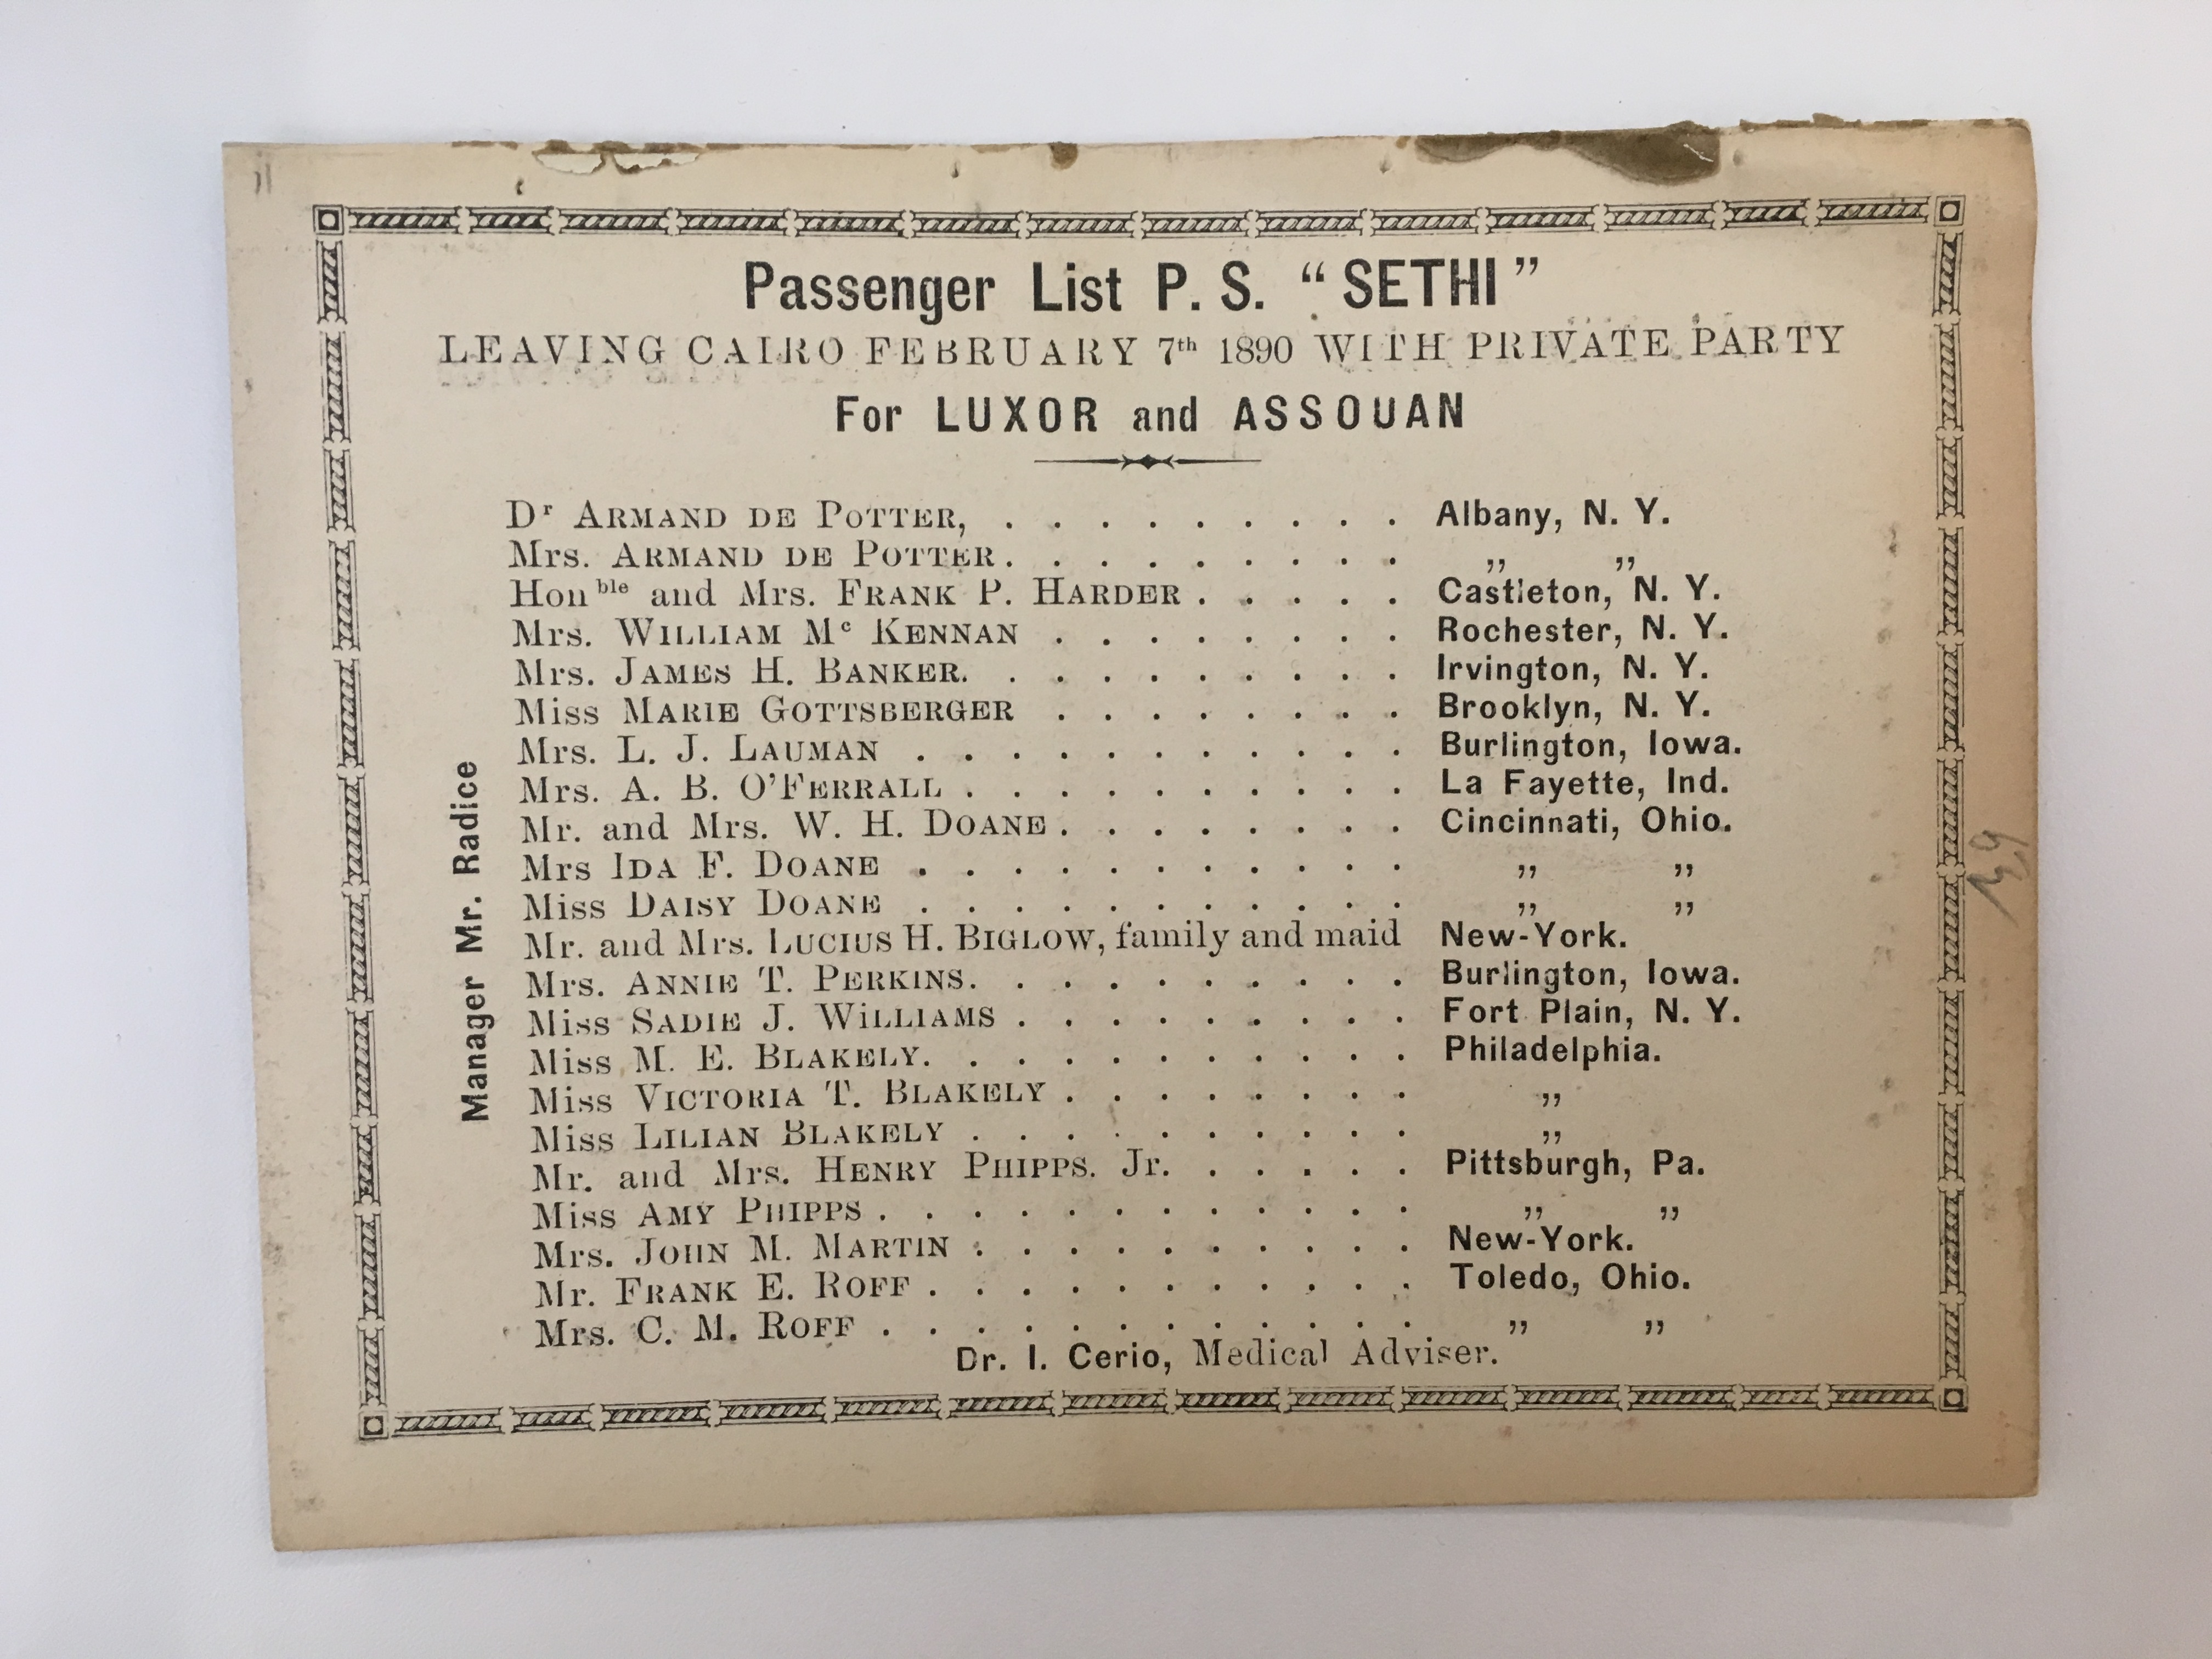 Passenger List P. S. “SETHI”
LEAVING CAIRO FEBRUARY 7th 1890 WITH PRIVATE PARTY
For LUXOR and ASSOUAN
Dr ARMAND DE POTTER, . . . . . . . . . Albany, N. Y.
Mrs. ARMAND DE POTTER. . . . . . . . . ,, ,,
Honble and Mrs. FRANK P. HARDER . . . . . Castleton, N. Y.
Mrs. WILLIAM Mc KENNAN . . . . . . . . Rochester, N. Y.
Mrs. JAMES H. BANKER. . . . . . . . . . Irvington, N. Y.
Miss MARIE GOTTSBERGER . . . . . . . . Brooklyn, N. Y.
Mrs. L. J. LAUMAN . . . . . . . . . . . Burlington, Iowa.
Mrs. A. B. O’FERRALL . . . . . . . . . . La Fayette, Ind.
Mr. and Mrs. W. H. DOANE . . . . . . . . Cincinnati, Ohio.
Mrs IDA F. DOANE . . . . . . . . . . . ,, ,,
Miss DAISY DOANE . . . . . . . . . . . ,, ,,
Mr. and Mrs. LUCIUS H. BIGLOW, family and maid New-York.
Mrs. ANNIE T. PERKINS. . . . . . . . . . Burlington, Iowa.
Miss SADIE J. WILLIAMS . . . . . . . . . Fort Plain, N. Y.
Miss M. E. BLAKELY. . . . . . . . . . . Philadelphia.
Miss VICTORIA T. BLAKELY . . . . . . . . ,,
Miss LILIAN BLAKELY . . . . . . . . . . ,,
Mr. and Mrs. HENRY PHIPPS. Jr. . . . . . Pittsburgh, Pa.
Miss AMY PHIPPS . . . . . . . . . . . . ,, ,,
Mrs. JOHN M. MARTIN . . . . . . . . . . New-York.
Mr. FRANK E. ROFF . . . . . . . . . . . Toledo, Ohio.
Mrs. C. M. ROFF . . . . . . . . . . . . ,, ,,
Dr. I. Cerio, Medical Adviser.
Manager Mr. Radice